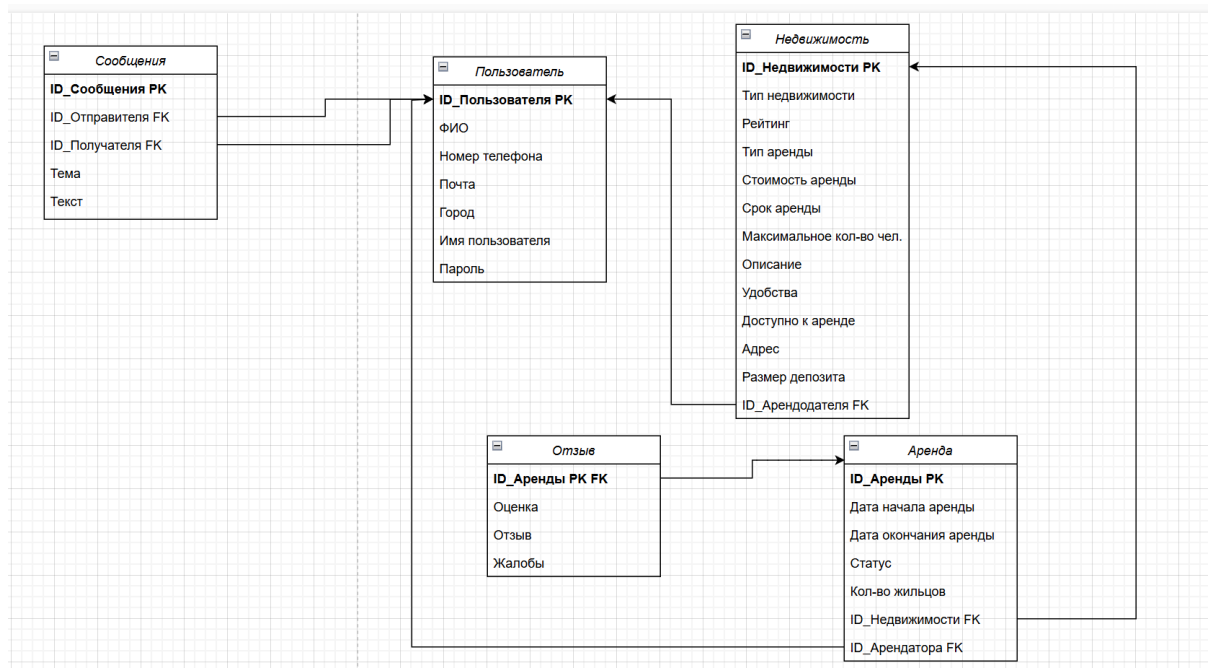 Сообщения
ID_Сообщения PK
ID_Отправителя FK
ID_Получателя FK
Тема
Текст
Пользователь
ID_Пользователя PK
ФИО
Номер телефона
Почта
Город
Имя пользователя
Пароль
Недвижимость
ID_Недвижимости PK
Тип недвижимости
Рейтинг
Тип аренды
Стоимость аренды
Срок аренды
Максимальное кол-во чел.
Описание
Удобства
Доступно к аренде
Адрес
Размер депозита
ID_Арендодателя FK
Отзыв
ID_Аренды PK FK
Оценка
Отзыв
Жалобы
Аренда
ID_Аренды PK
Дата начала аренды
Дата окончания аренды
Статус
Кол-во жильцов
ID_Недвижимости FK
ID_Арендатора FK